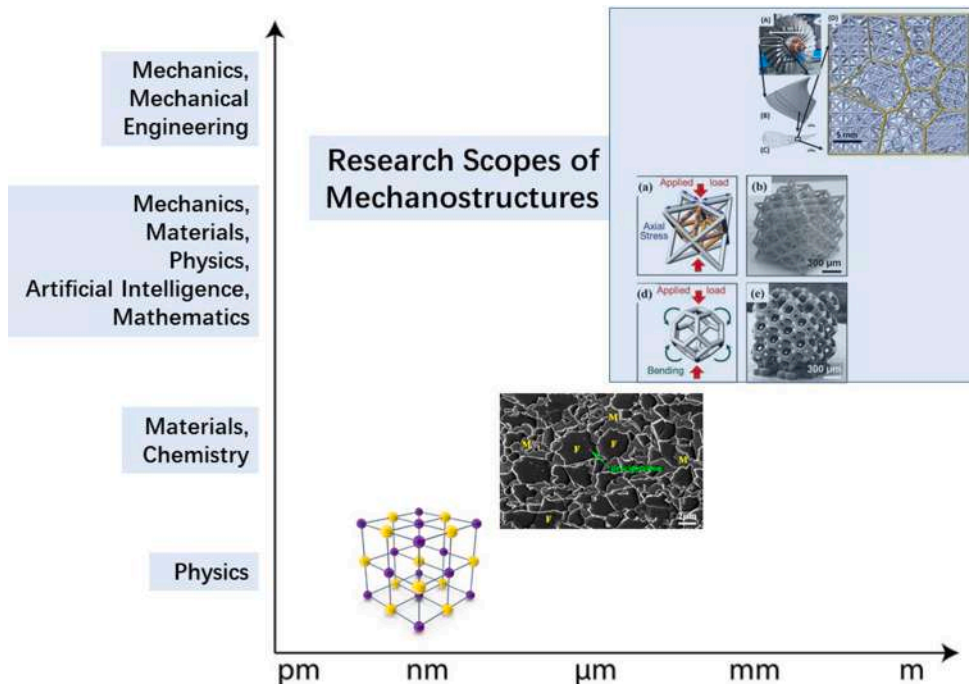 Mechanics,
Mechanical
Engineering
Mechanics,
Materials,
Physics,
Artificial Intelligence,
Mathematics
Materials,
Chemistry
Physics
Research Scopes of
Mechanostructures
(A)
(B)
(C)
(D)
5 mm
(a)
Applied load
Axial
Stress
(b)
300 μm
(d)
Applied load
Bending
(e)
300 μm
M
M
F
F
M
F
2μm
pm
nm
μm
mm
m